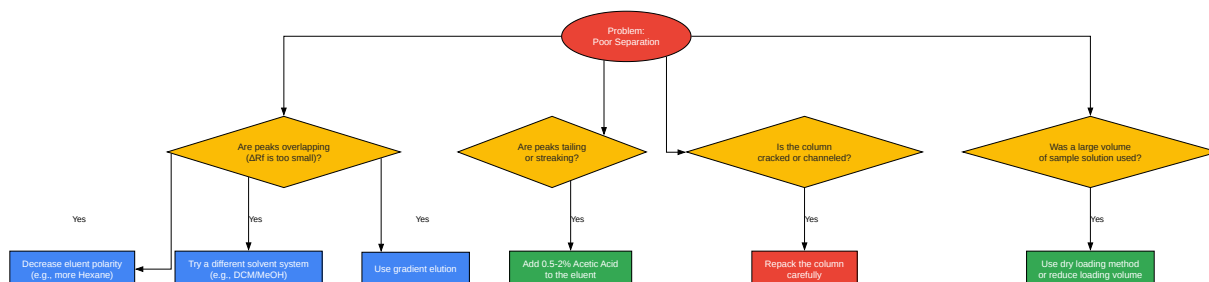 Problem:
Poor Separation
Are peaks overlapping
(ΔRf is too small)?
Are peaks tailing
or streaking?
Is the column
cracked or channeled?
Was a large volume
of sample solution used?
Yes
Yes
Yes
Yes
Yes
Yes
Decrease eluent polarity
(e.g., more Hexane)
Try a different solvent system
(e.g., DCM/MeOH)
Use gradient elution
Add 0.5-2% Acetic Acid
to the eluent
Repack the column
carefully
Use dry loading method
or reduce loading volume